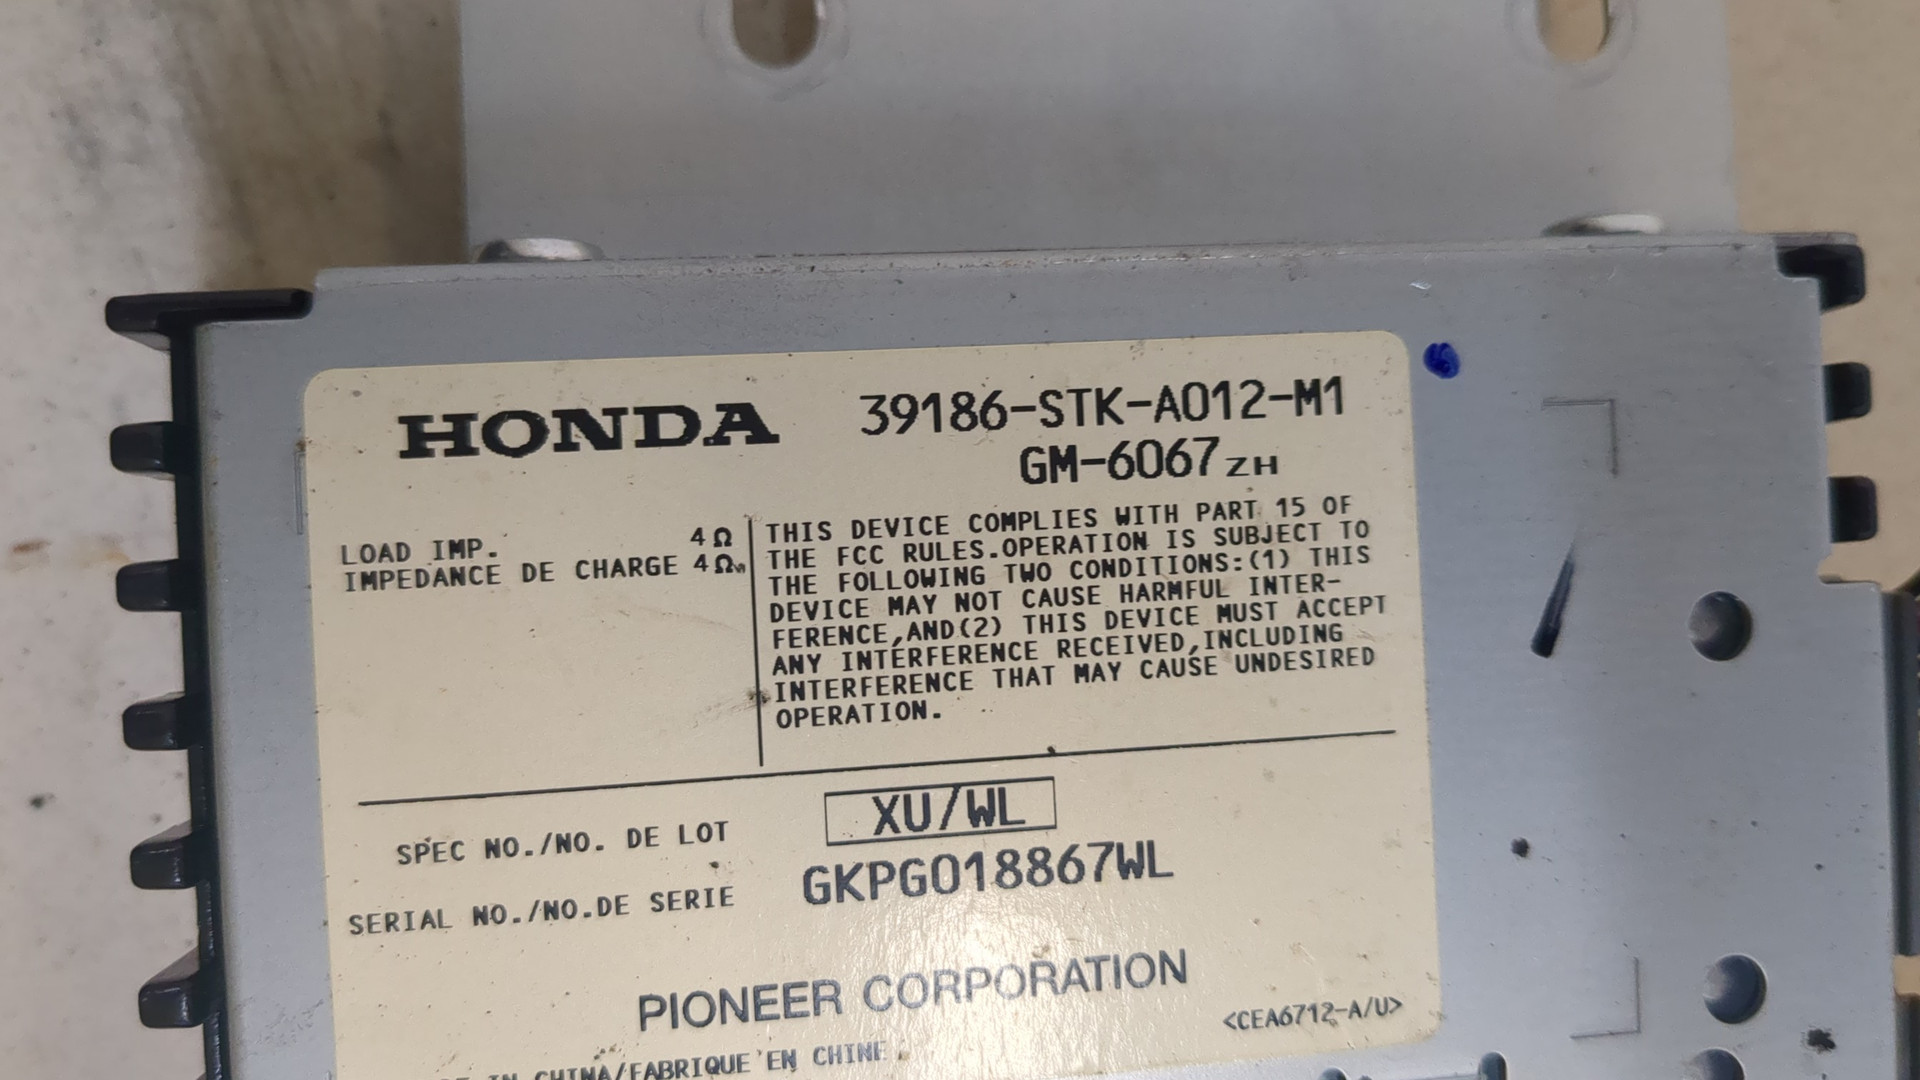 HONDA 39186-STK-A012-M1
GM-6067ZH
LOAD IMP. 4Ω
IMPEDANCE DE CHARGE 4Ω
THIS DEVICE COMPLIES WITH PART 15 OF
THE FCC RULES.OPERATION IS SUBJECT TO
THE FOLLOWING TWO CONDITIONS:(1) THIS
DEVICE MAY NOT CAUSE HARMFUL INTER-
FERENCE,AND(2) THIS DEVICE MUST ACCEPT
ANY INTERFERENCE RECEIVED,INCLUDING
INTERFERENCE THAT MAY CAUSE UNDESIRED
OPERATION.
SPEC NO./NO. DE LOT XU/WL
SERIAL NO./NO.DE SERIE GKPG018867WL
PIONEER CORPORATION
<CEA6712-A/U>
IN CHINA/FABRIQUE EN CHINE